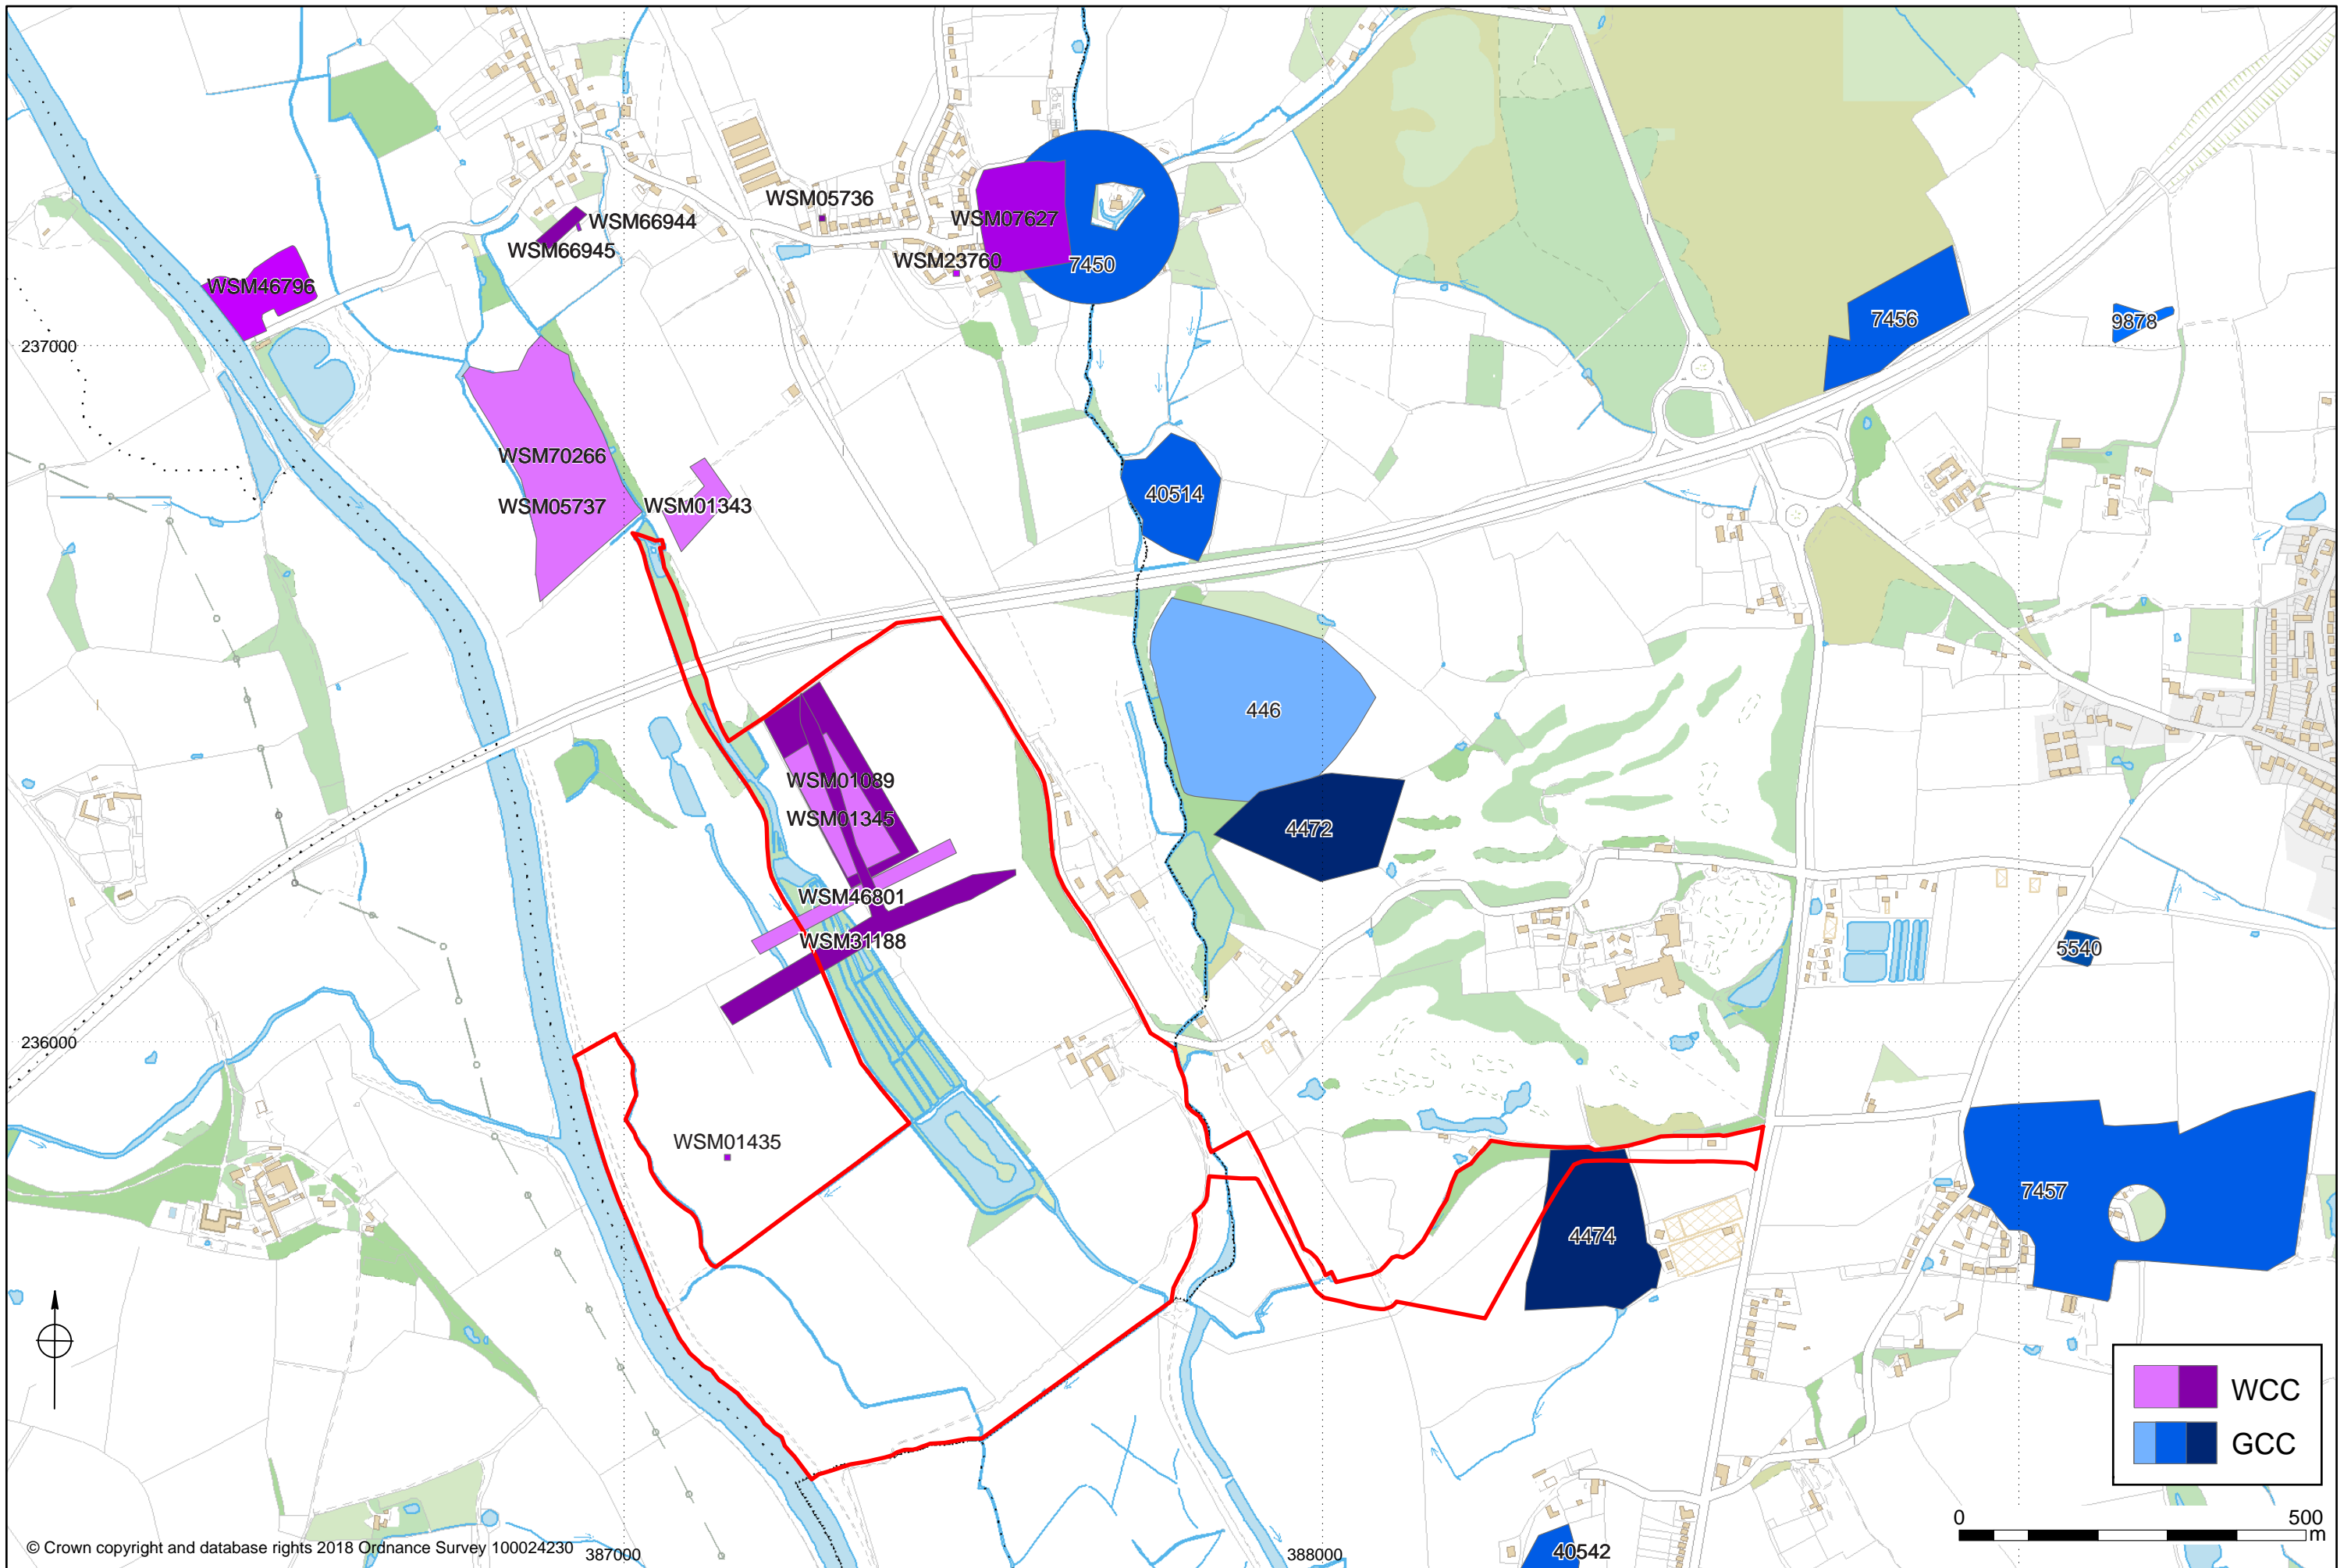 WSM05736
WSM66944
WSM07627
WSM66945
WSM23760
7450
WSM46796
7456
9878
237000
WSM70266
40514
WSM05737
WSM01343
446
WSM01089
WSM01345
4472
WSM46801
WSM31188
5540
236000
WSM01435
7457
4474
WCC
GCC
0 500
m
© Crown copyright and database rights 2018 Ordnance Survey 100024230
387000
388000
40542